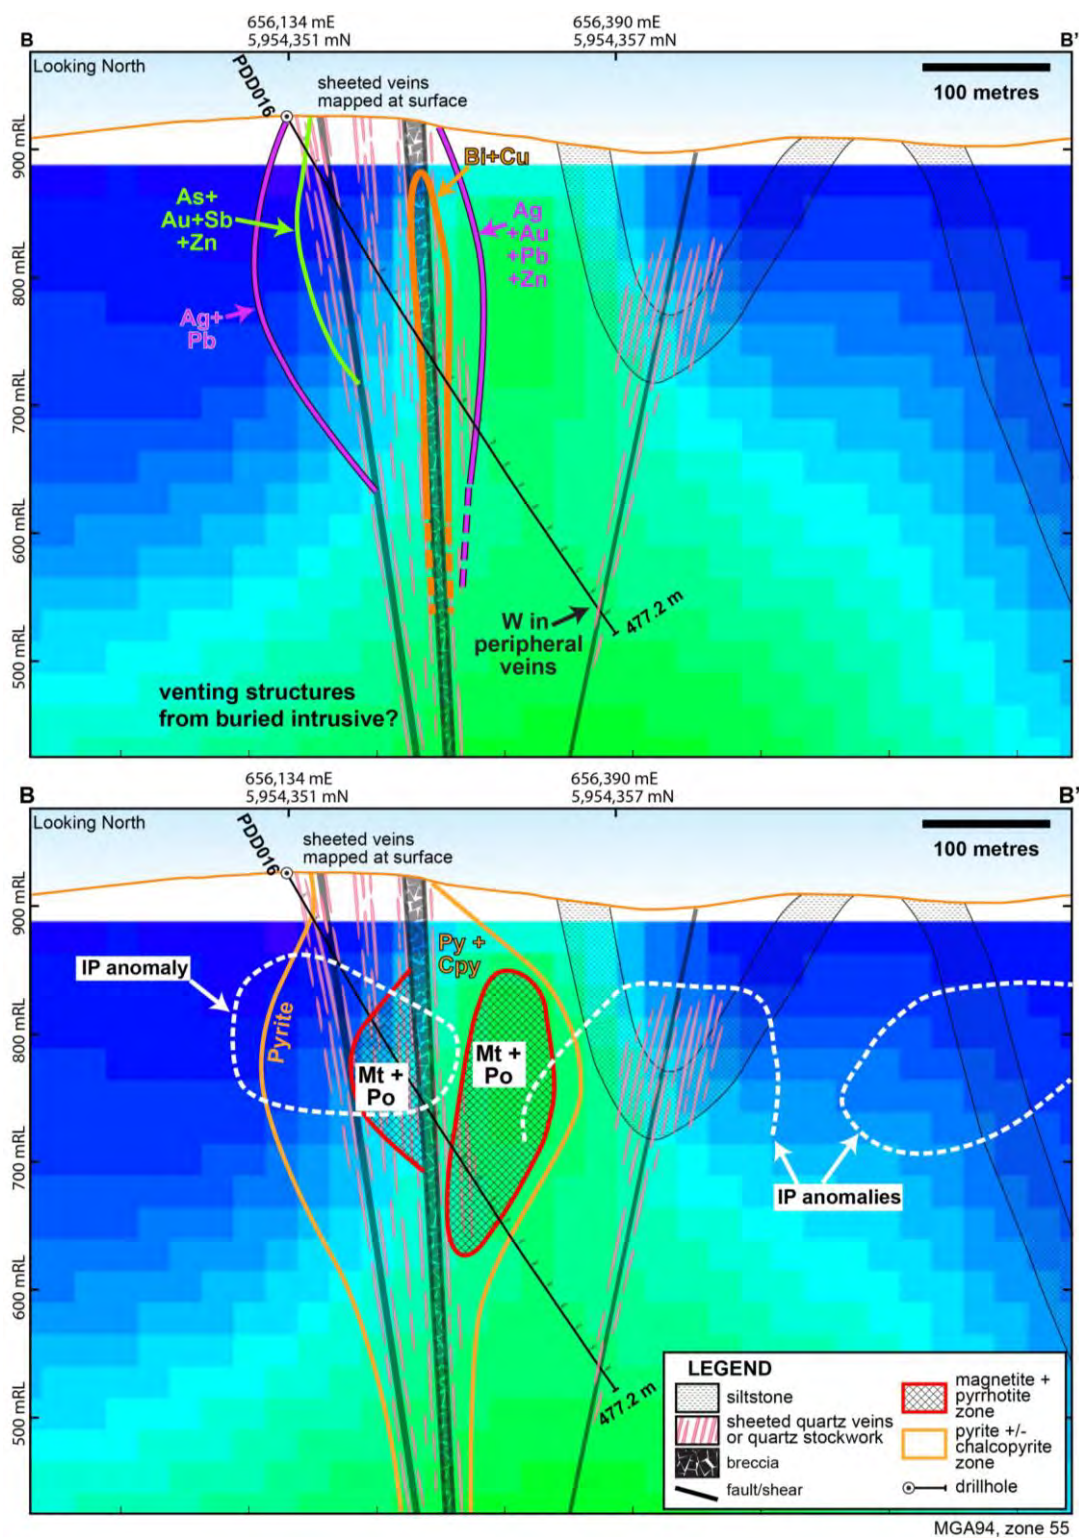 656,134 mE
5,954,351 mN
656,390 mE
5,954,357 mN
B
B'
Looking North
PDD016
sheeted veins
mapped at surface
100 metres
900 mRL
800 mRL
700 mRL
600 mRL
500 mRL
As+
Au+Sb
+Zn
Ag+
Pb
Bi+Cu
Ag
+Au
+Pb
+Zn
W in
peripheral
veins
477.2 m
venting structures
from buried intrusive?
656,134 mE
5,954,351 mN
656,390 mE
5,954,357 mN
B
B'
Looking North
PDD016
sheeted veins
mapped at surface
100 metres
900 mRL
800 mRL
700 mRL
600 mRL
500 mRL
IP anomaly
Pyrite
Py +
Cpy
Mt +
Po
Mt +
Po
IP anomalies
477.2 m
LEGEND
siltstone
sheeted quartz veins
or quartz stockwork
breccia
fault/shear
magnetite +
pyrrhotite
zone
pyrite +/-
chalcopyrite
zone
drillhole
MGA94, zone 55